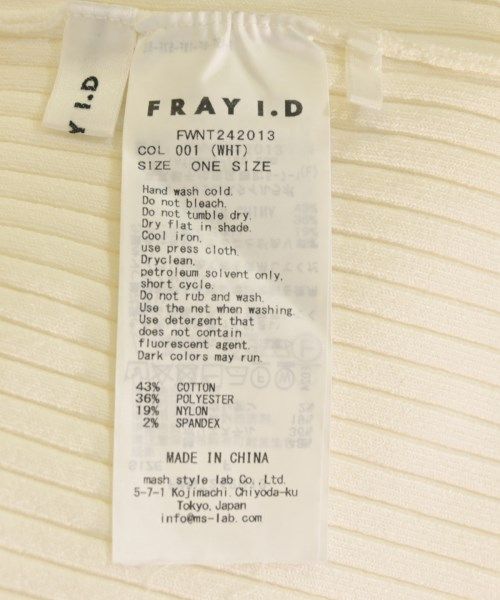 Y I.D
FRAY I.D
FWNT242013
COL 001 (WHT)
SIZE ONE SIZE
Hand wash cold.
Do not bleach.
Do not tumble dry.
Dry flat in shade.
Cool iron,
use press cloth.
Dryclean,
petroleum solvent only,
short cycle.
Do not rub and wash.
Use the net when washing.
Use detergent that
does not contain
fluorescent agent.
Dark colors may run.
43% COTTON
36% POLYESTER
19% NYLON
2% SPANDEX
MADE IN CHINA
mash style lab Co.,Ltd.
5-7-1 Kojimachi.Chiyoda-ku
Tokyo,Japan
info@ms-lab.com